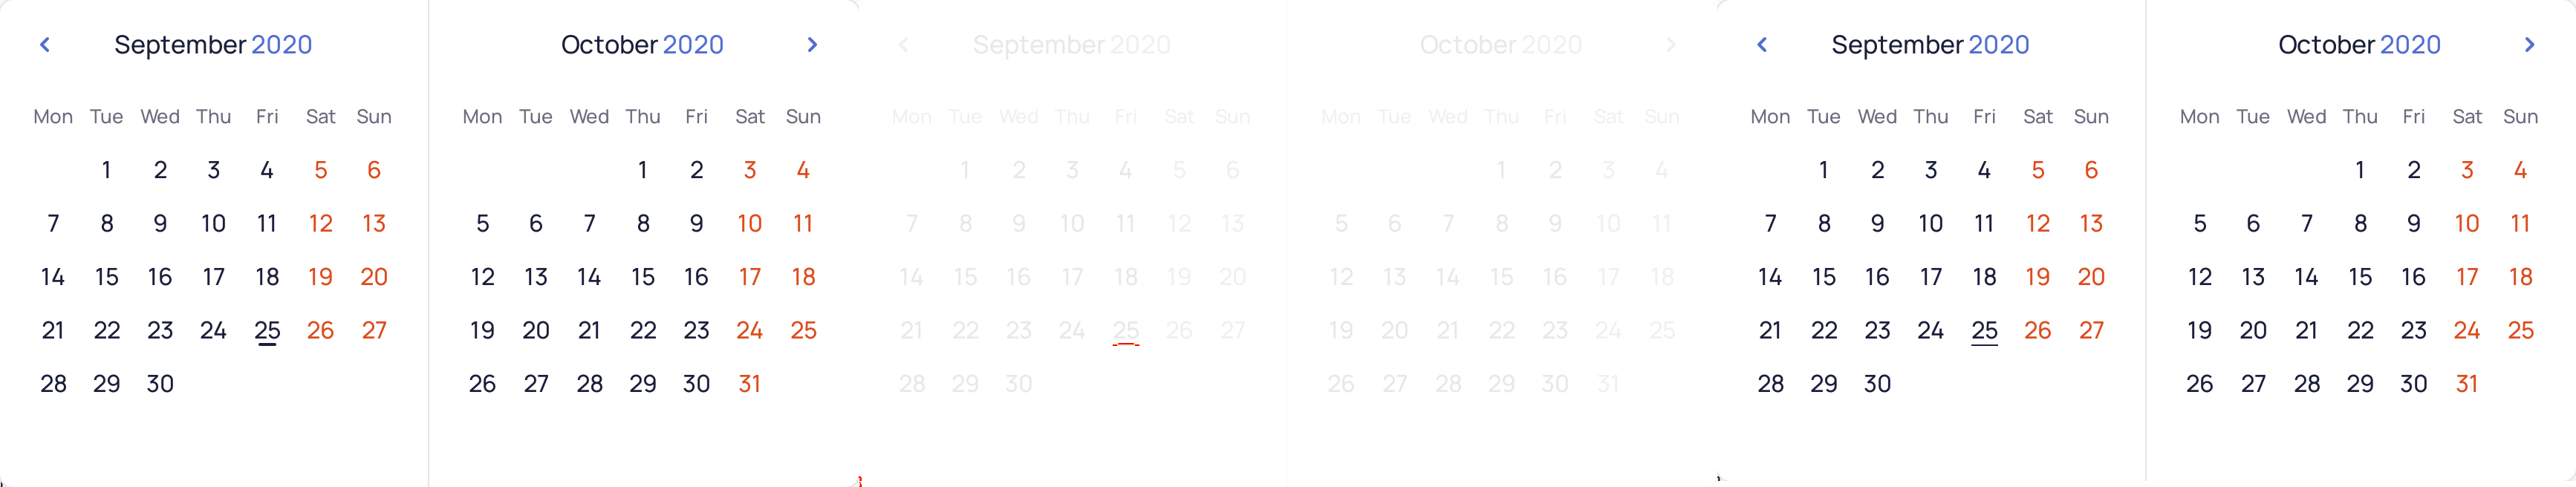 September 2020
Mon Tue Wed Thu Fri Sat Sun
1 2 3 4 5 6
7 8 9 10 11 12 13
14 15 16 17 18 19 20
21 22 23 24 25 26 27
28 29 30
October 2020
Mon Tue Wed Thu Fri Sat Sun
1 2 3 4
5 6 7 8 9 10 11
12 13 14 15 16 17 18
19 20 21 22 23 24 25
26 27 28 29 30 31
September 2020
Mon Tue Wed Thu Fri Sat Sun
1 2 3 4 5 6
7 8 9 10 11 12 13
14 15 16 17 18 19 20
21 22 23 24 25 26 27
28 29 30
October 2020
Mon Tue Wed Thu Fri Sat Sun
1 2 3 4
5 6 7 8 9 10 11
12 13 14 15 16 17 18
19 20 21 22 23 24 25
26 27 28 29 30 31
September 2020
Mon Tue Wed Thu Fri Sat Sun
1 2 3 4 5 6
7 8 9 10 11 12 13
14 15 16 17 18 19 20
21 22 23 24 25 26 27
28 29 30
October 2020
Mon Tue Wed Thu Fri Sat Sun
1 2 3 4
5 6 7 8 9 10 11
12 13 14 15 16 17 18
19 20 21 22 23 24 25
26 27 28 29 30 31